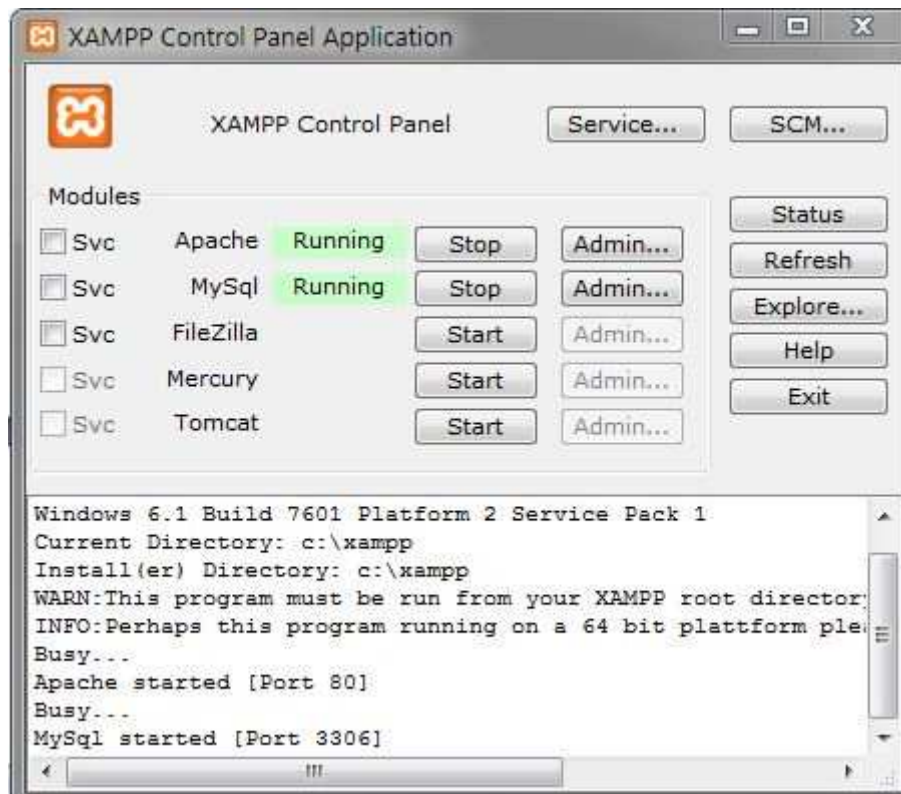 XAMPP Control Panel Application
XAMPP Control Panel Service... SCM...
Modules
Svc Apache Running Stop Admin...
Svc MySql Running Stop Admin...
Svc FileZilla Start Admin...
Svc Mercury Start Admin...
Svc Tomcat Start Admin...
Status
Refresh
Explore...
Help
Exit
Windows 6.1 Build 7601 Platform 2 Service Pack 1
Current Directory: c:\xampp
Install(er) Directory: c:\xampp
WARN:This program must be run from your XAMPP root director
INFO:Perhaps this program running on a 64 bit plattform ple
Busy...
Apache started [Port 80]
Busy...
MySql started [Port 3306]